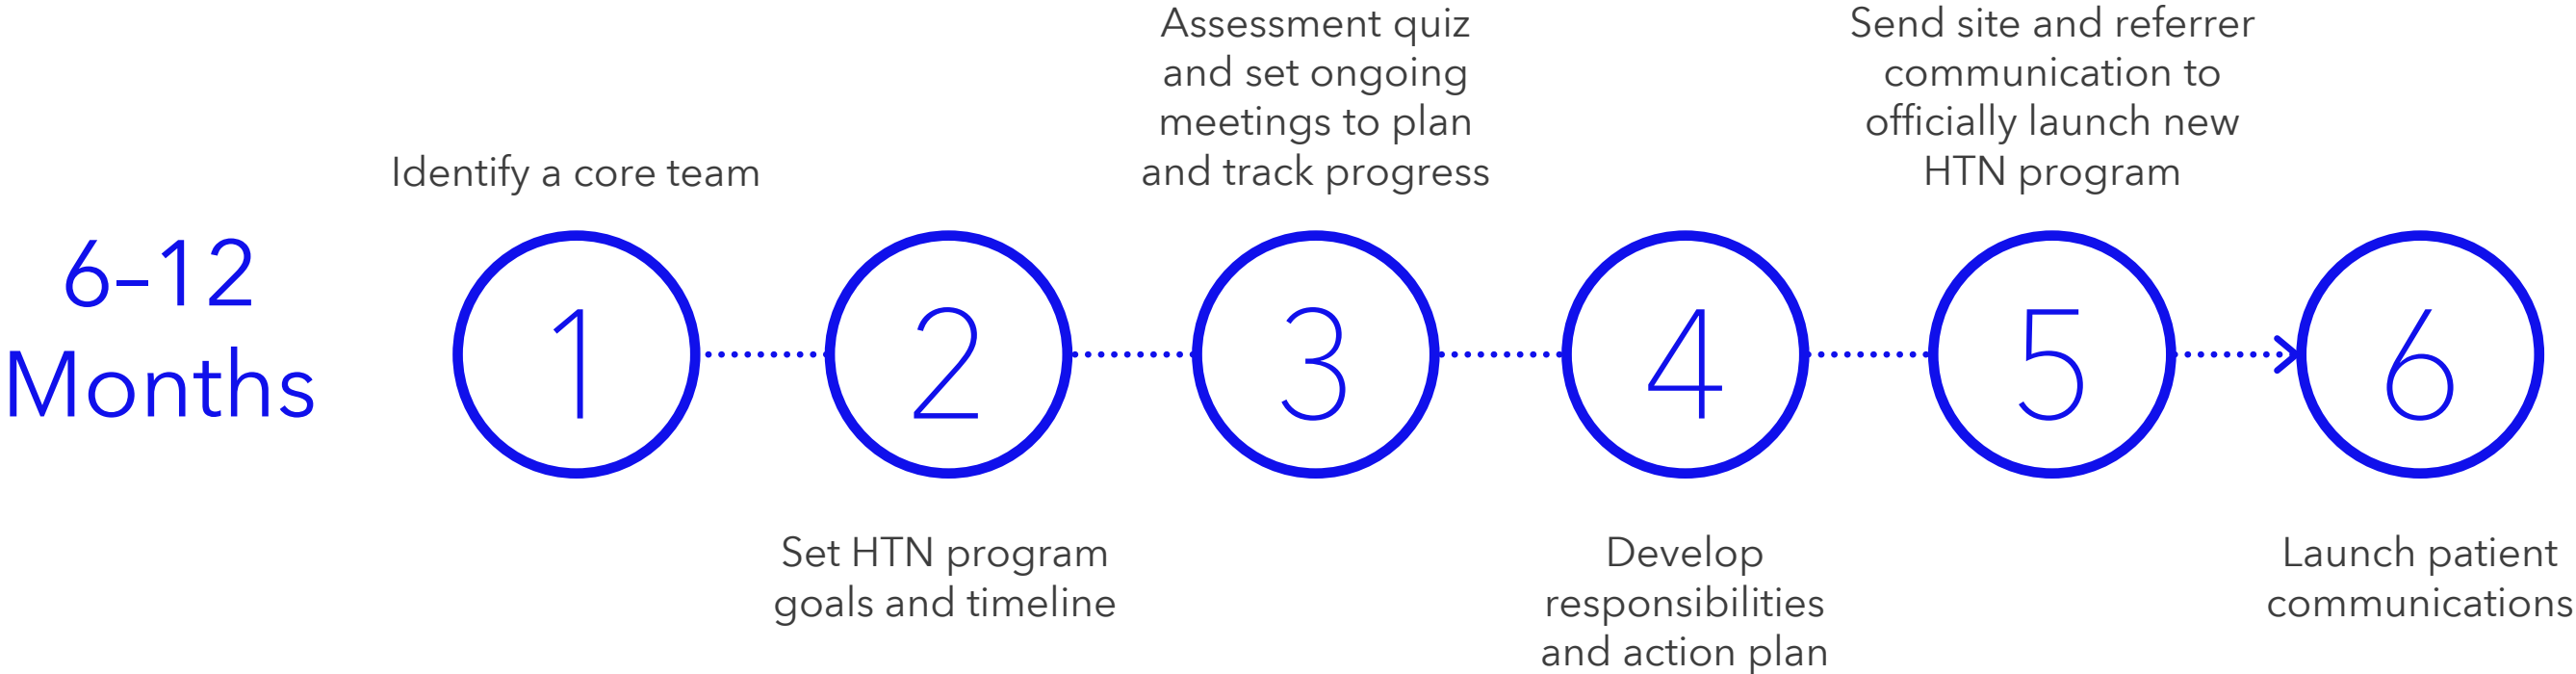 6–12
Months
Identify a core team
1
Set HTN program
goals and timeline
2
Assessment quiz
and set ongoing
meetings to plan
and track progress
3
Develop
responsibilities
and action plan
4
Send site and referrer
communication to
officially launch new
HTN program
5
Launch patient
communications
6